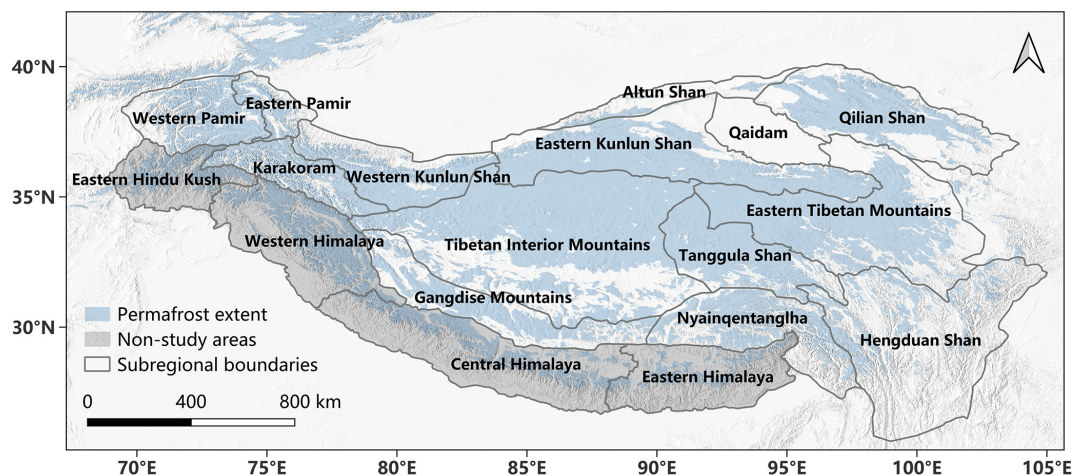 40°N
35°N
30°N
Altun Shan
Eastern Pamir
Western Pamir
Qilian Shan
Qaidam
Eastern Kunlun Shan
Karakoram
Western Kunlun Shan
Eastern Hindu Kush
Eastern Tibetan Mountains
Western Himalaya
Tibetan Interior Mountains
Tanggula Shan
Gangdise Mountains
Nyainqentanglha
Hengduan Shan
Central Himalaya
Eastern Himalaya
Permafrost extent
Non-study areas
Subregional boundaries
0 400 800 km
70°E 75°E 80°E 85°E 90°E 95°E 100°E 105°E